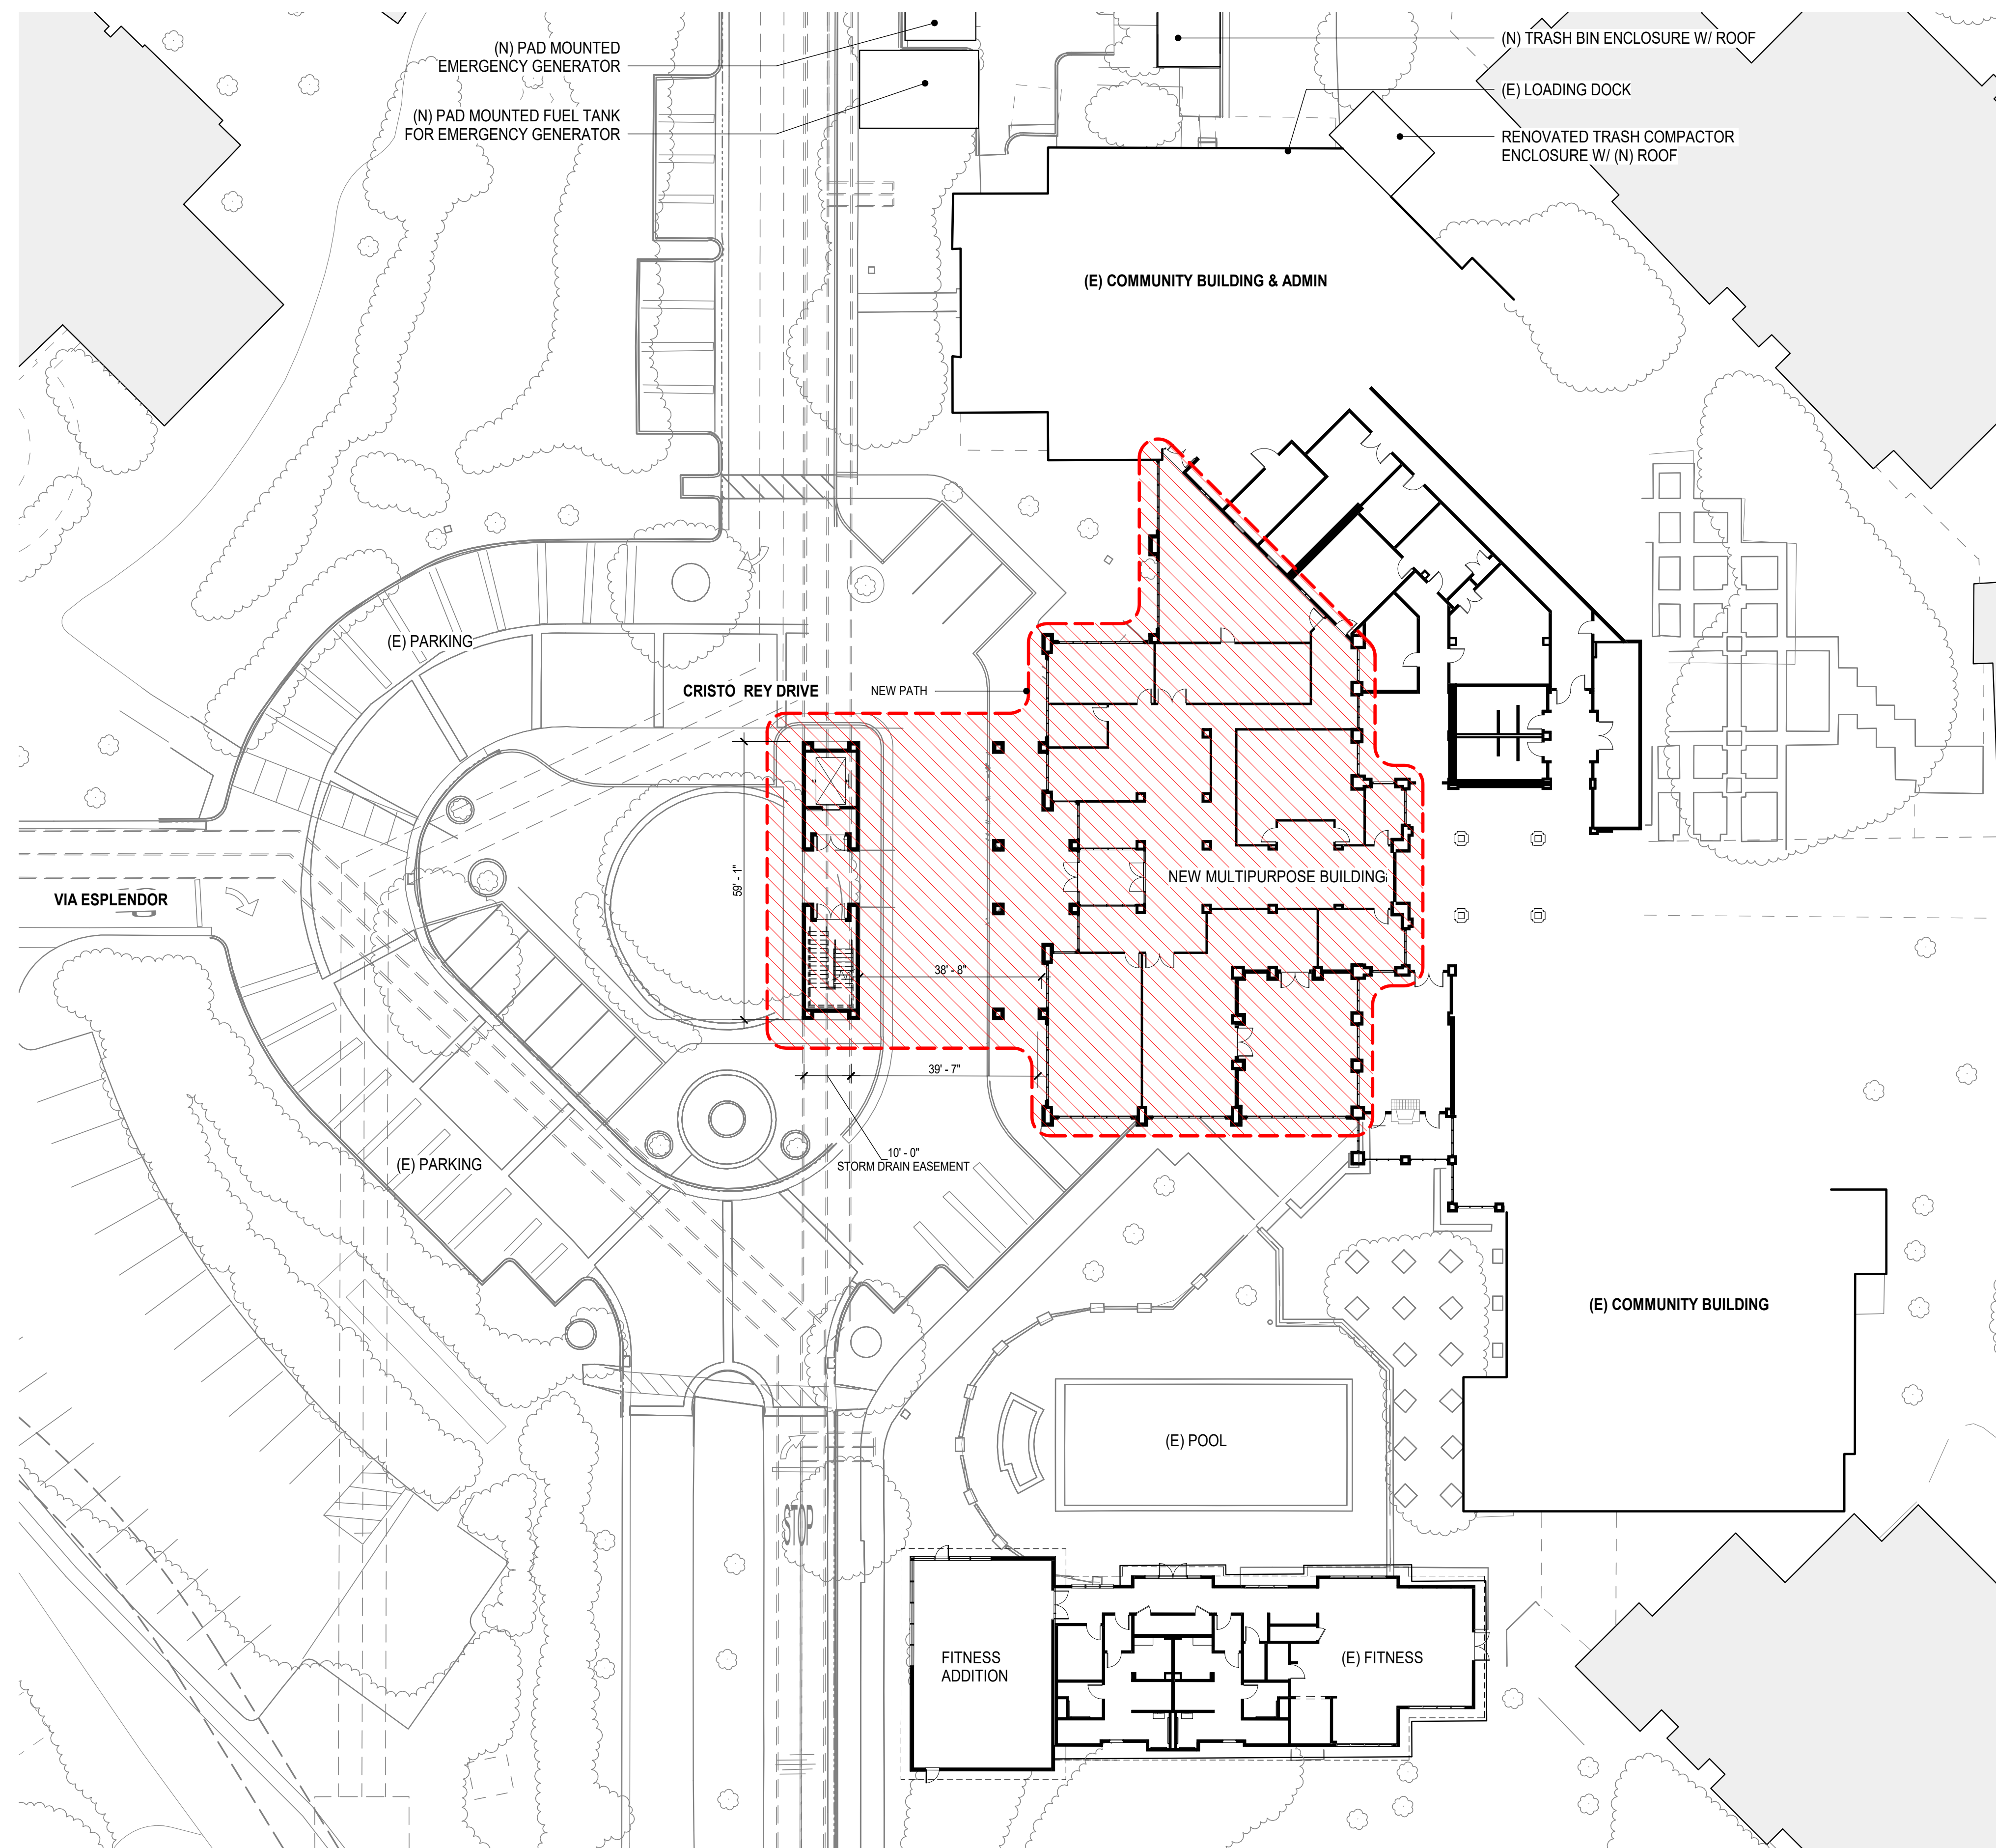 (N) PAD MOUNTED
EMERGENCY GENERATOR
(N) TRASH BIN ENCLOSURE W/ ROOF
(E) LOADING DOCK
(N) PAD MOUNTED FUEL TANK
FOR EMERGENCY GENERATOR
RENOVATED TRASH COMPACTOR
ENCLOSURE W/ (N) ROOF
(E) COMMUNITY BUILDING & ADMIN
(E) PARKING
CRISTO REY DRIVE
NEW PATH
59' - 1"
NEW MULTIPURPOSE BUILDING
VIA ESPLENDOR
38' - 8"
39' - 7"
10' - 0"
STORM DRAIN EASEMENT
(E) PARKING
(E) COMMUNITY BUILDING
(E) POOL
STOP
FITNESS
ADDITION
(E) FITNESS